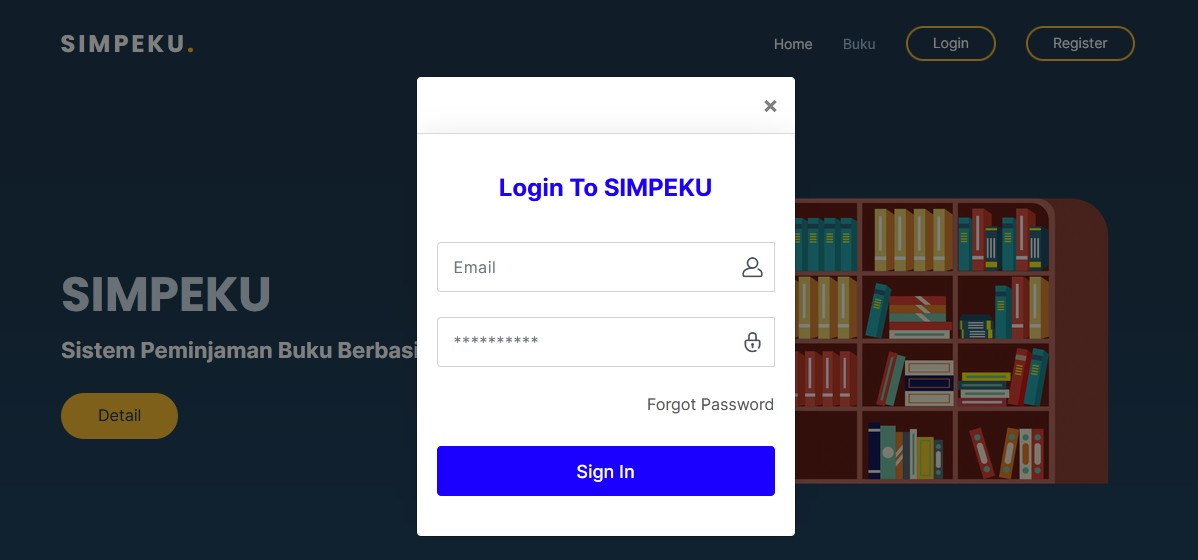 SIMPEKU.
Home Buku Login Register
×
Login To SIMPEKU
Email
**********
Forgot Password
Sign In
SIMPEKU
Sistem Peminjaman Buku Berbasi
Detail